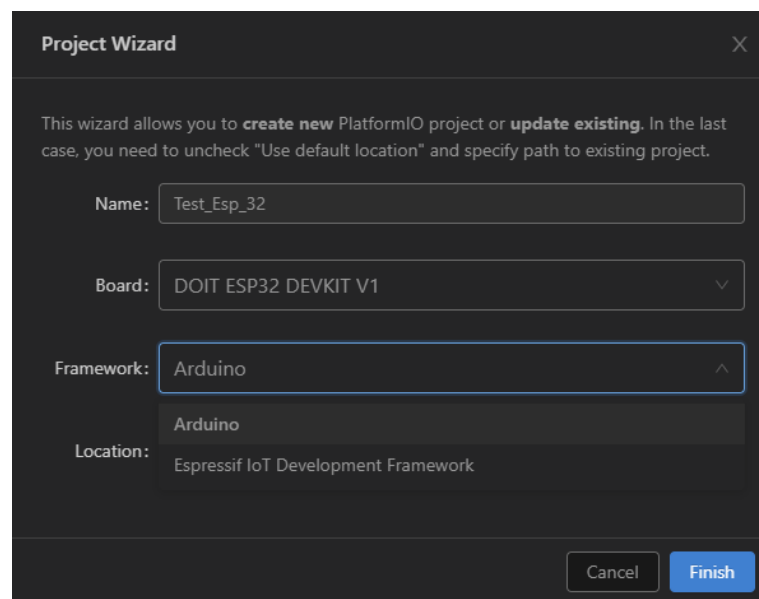 Project Wizard
This wizard allows you to create new PlatformIO project or update existing. In the last
case, you need to uncheck "Use default location" and specify path to existing project.
Name: Test_Esp_32
Board: DOIT ESP32 DEVKIT V1
Framework: Arduino
Arduino
Location:
Espressif IoT Development Framework
Cancel Finish